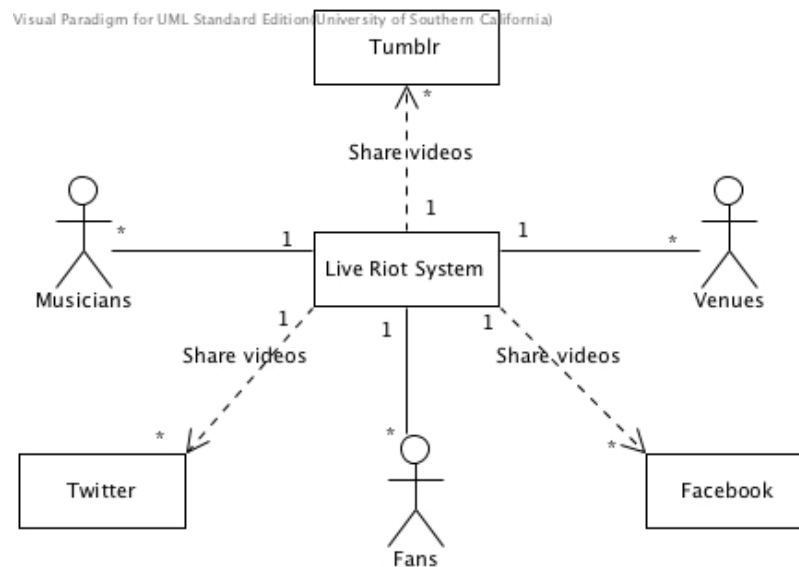 Visual Paradigm for UML Standard Edition(University of Southern California)
Tumblr
*
Share videos
1
*
1
Live Riot System
1
*
Musicians
Venues
1
1
1
Share videos
Share videos
*
*
*
Twitter
Facebook
Fans